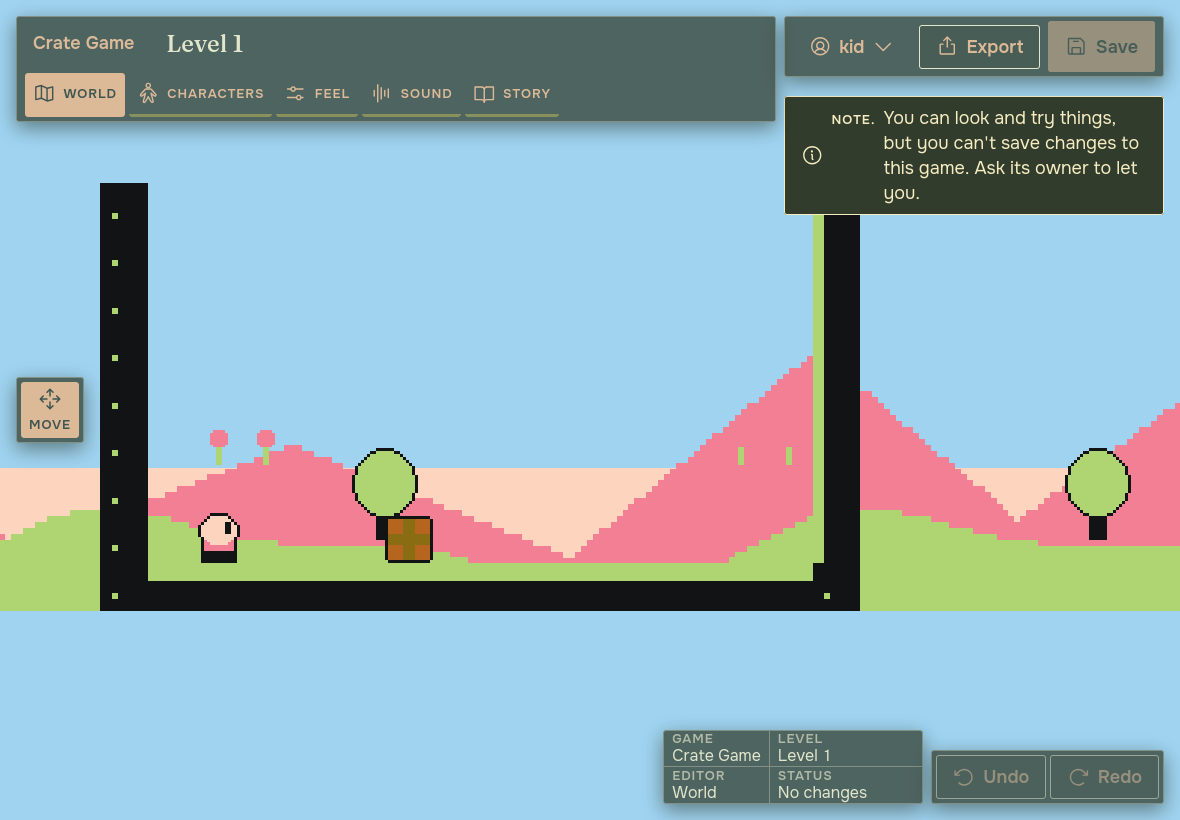 Crate Game
Level 1
WORLD
CHARACTERS
FEEL
SOUND
STORY
kid
Export
Save
NOTE. You can look and try things,
but you can't save changes to
this game. Ask its owner to let
you.
MOVE
GAME
Crate Game
LEVEL
Level 1
EDITOR
World
STATUS
No changes
Undo
Redo